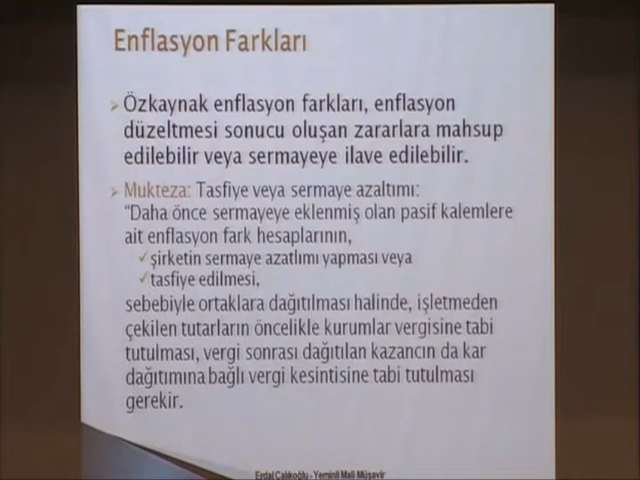 Enflasyon Farkları
Özkaynak enflasyon farkları, enflasyon
düzeltmesi sonucu oluşan zararlara mahsup
edilebilir veya sermayeye ilave edilebilir.
Mukteza: Tasfiye veya sermaye azaltımı:
"Daha önce sermayeye eklenmiş olan pasif kalemlere
ait enflasyon fark hesaplarının,
şirketin sermaye azatlımı yapması veya
tasfiye edilmesi,
sebebiyle ortaklara dağıtılması halinde, işletmeden
çekilen tutarların öncelikle kurumlar vergisine tabi
tutulması, vergi sonrası dağıtılan kazancın da kar
dağıtımına bağlı vergi kesintisine tabi tutulması
gerekir.
Erdal Çalıkoğlu - Yeminli Mali Müşavir